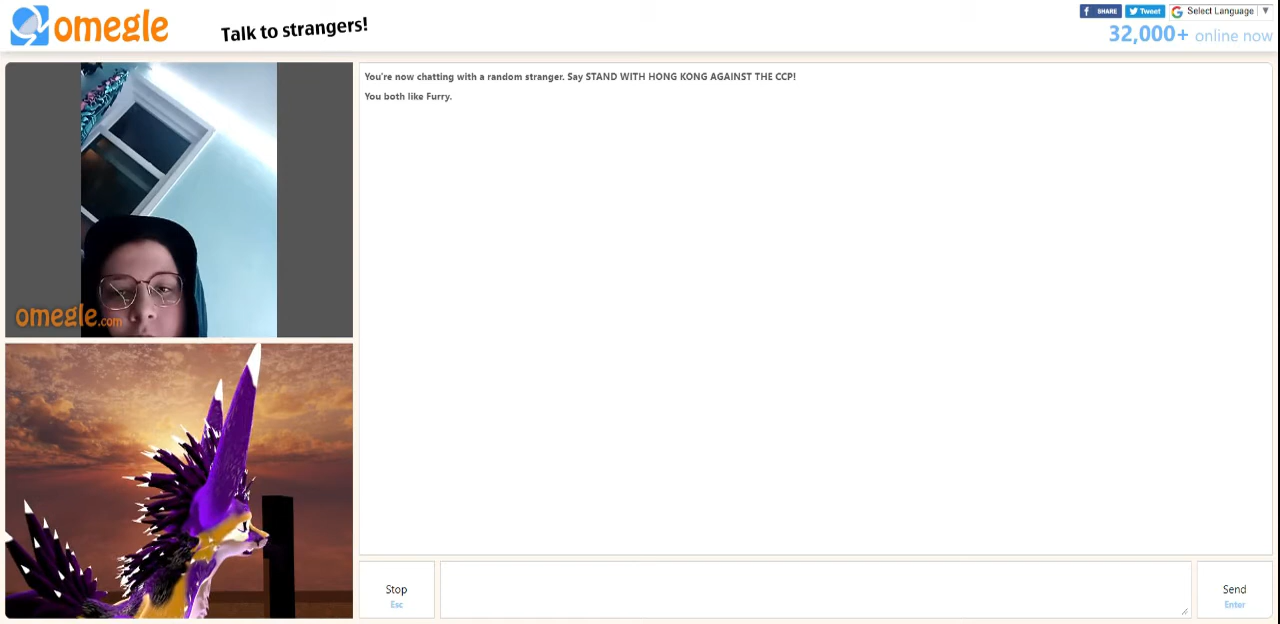 omegle
Talk to strangers!
SHARE
Tweet
Select Language
32,000+ online now
You're now chatting with a random stranger. Say STAND WITH HONG KONG AGAINST THE CCP!
You both like Furry.
omegle.com
Stop
Esc
Send
Enter